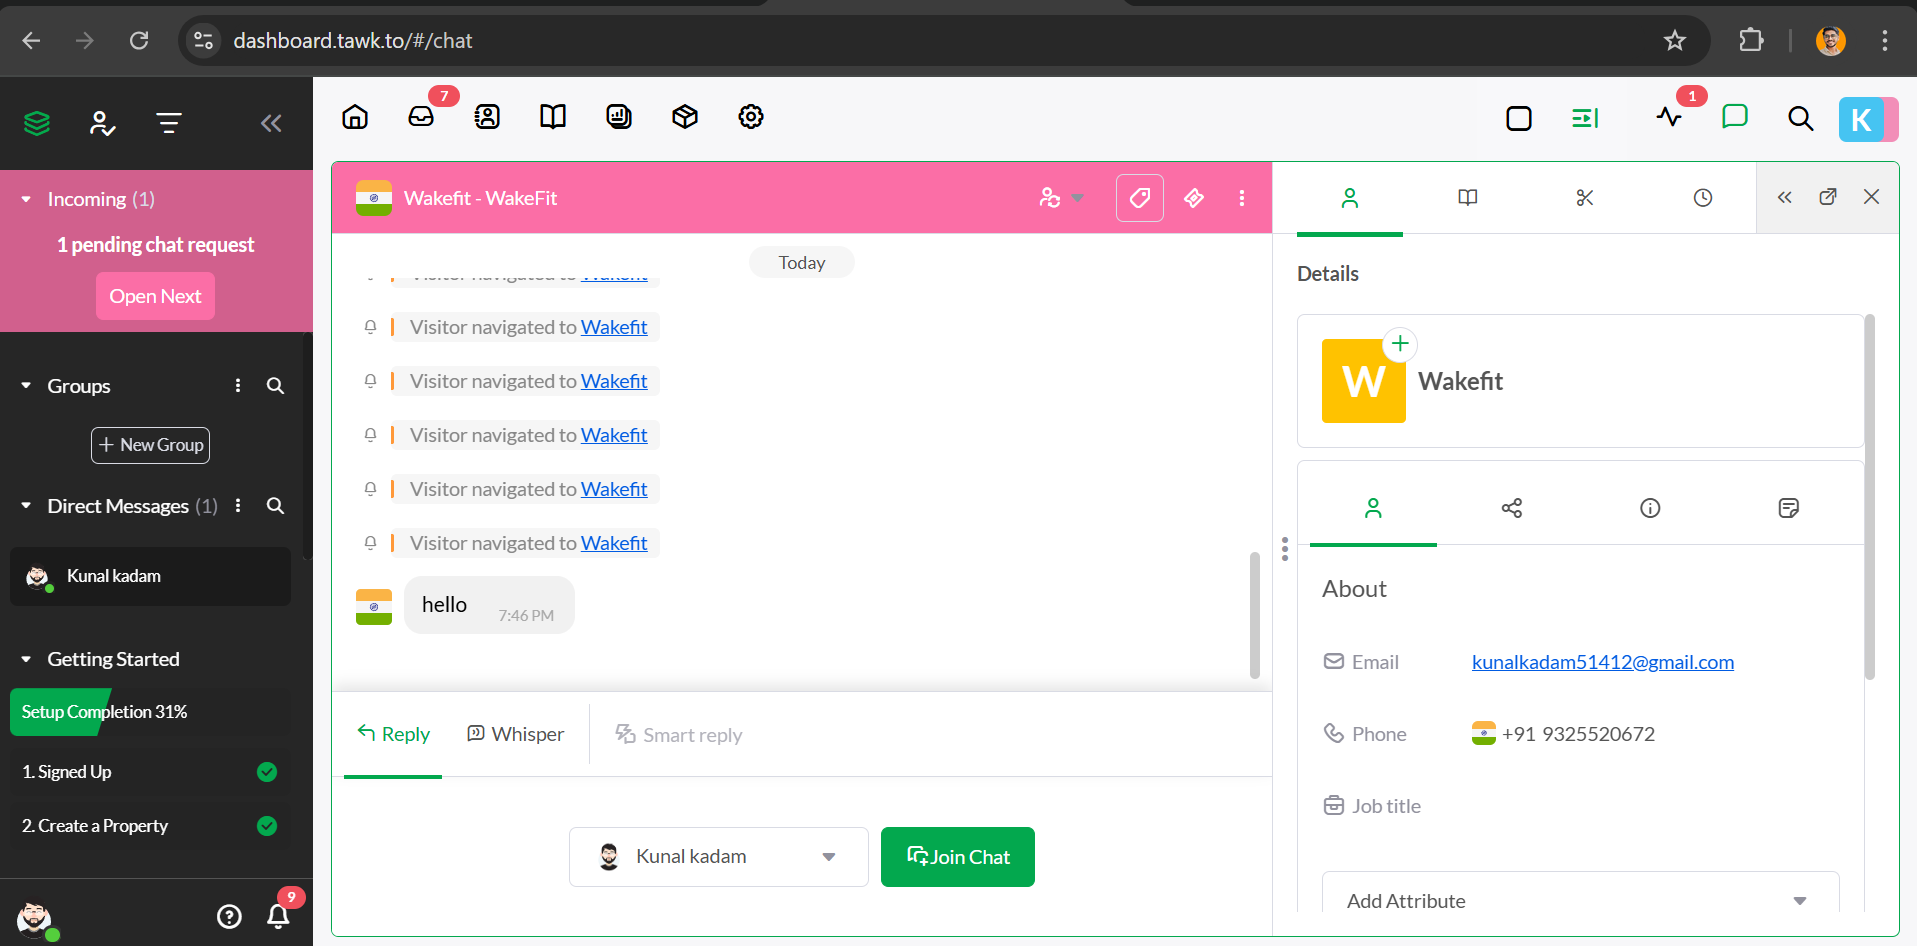 dashboard.tawk.to/#/chat
7
1
K
Incoming (1)
1 pending chat request
Open Next
Groups
New Group
Direct Messages (1)
Kunal kadam
Getting Started
Setup Completion 31%
1. Signed Up
2. Create a Property
9
Wakefit - WakeFit
Today
Visitor navigated to Wakefit
Visitor navigated to Wakefit
Visitor navigated to Wakefit
Visitor navigated to Wakefit
Visitor navigated to Wakefit
Visitor navigated to Wakefit
hello
7:46 PM
Reply
Whisper
Smart reply
Kunal kadam
Join Chat
Details
W
Wakefit
About
Email
kunalkadam51412@gmail.com
Phone
+91 9325520672
Job title
Add Attribute